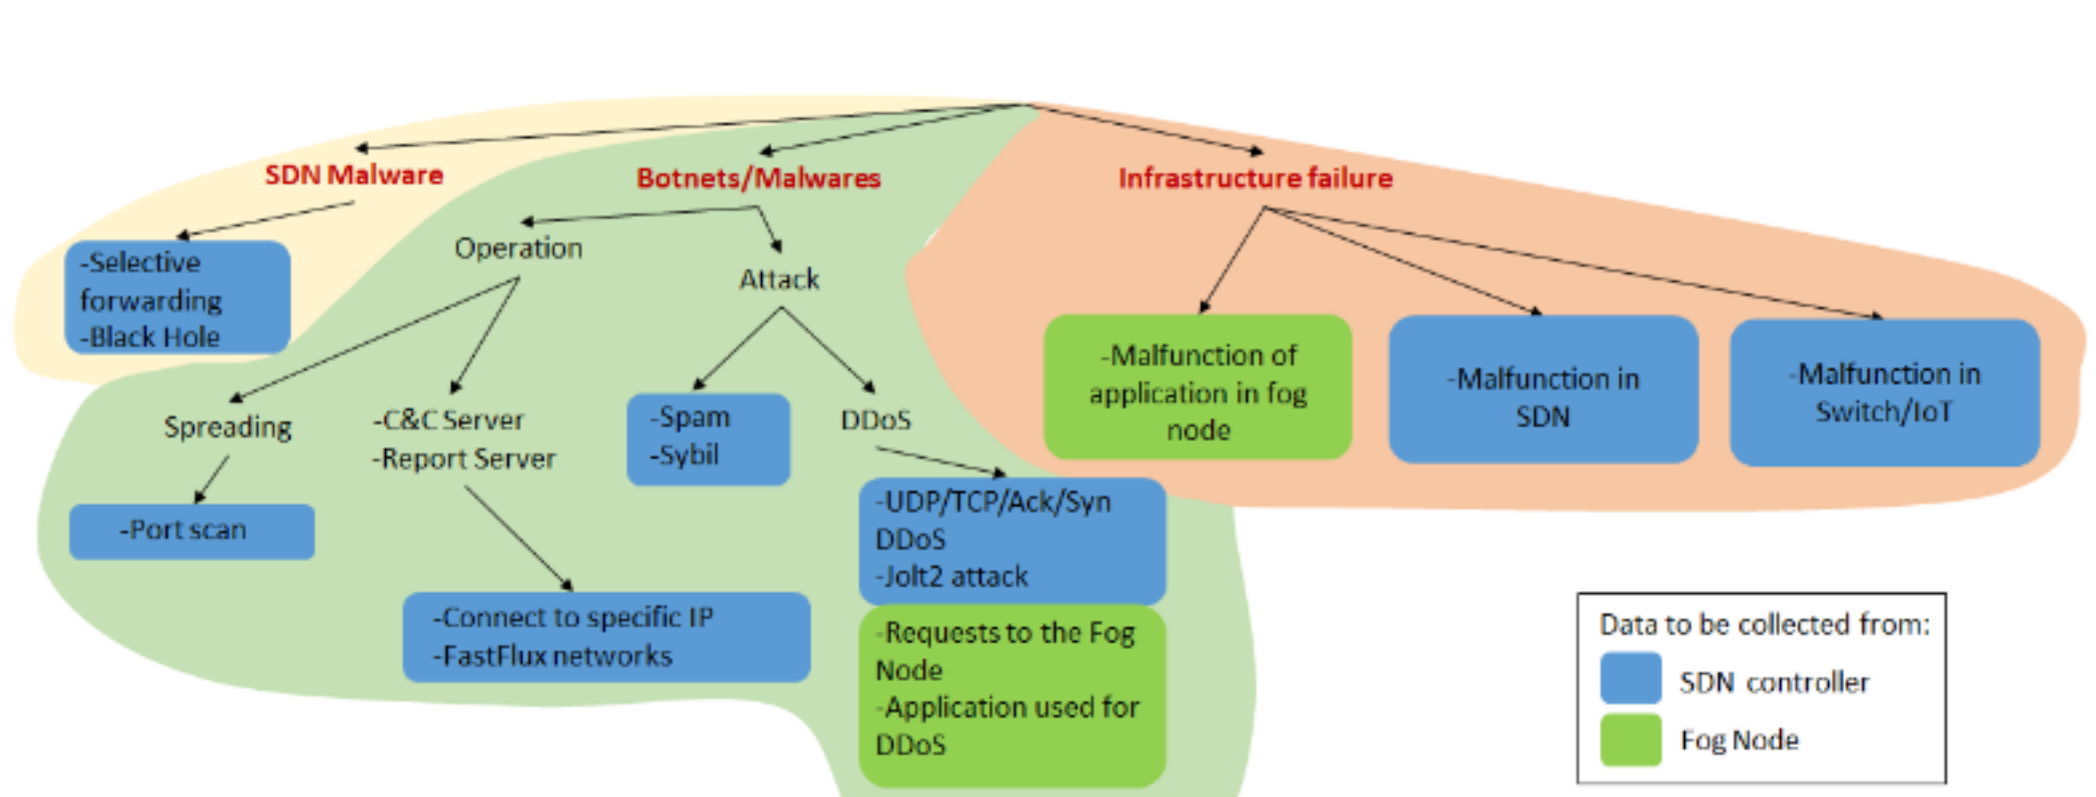 SDN Malware
Botnets/Malwares
Infrastructure failure
-Selective
forwarding
-Black Hole
Operation
Attack
Spreading
-Port scan
-C&C Server
-Report Server
-Connect to specific IP
-FastFlux networks
-Spam
-Sybil
DDoS
-UDP/TCP/Ack/Syn
DDoS
-Jolt2 attack
-Requests to the Fog
Node
-Application used for
DDoS
-Malfunction of
application in fog
node
-Malfunction in
SDN
-Malfunction in
Switch/IoT
Data to be collected from:
SDN controller
Fog Node